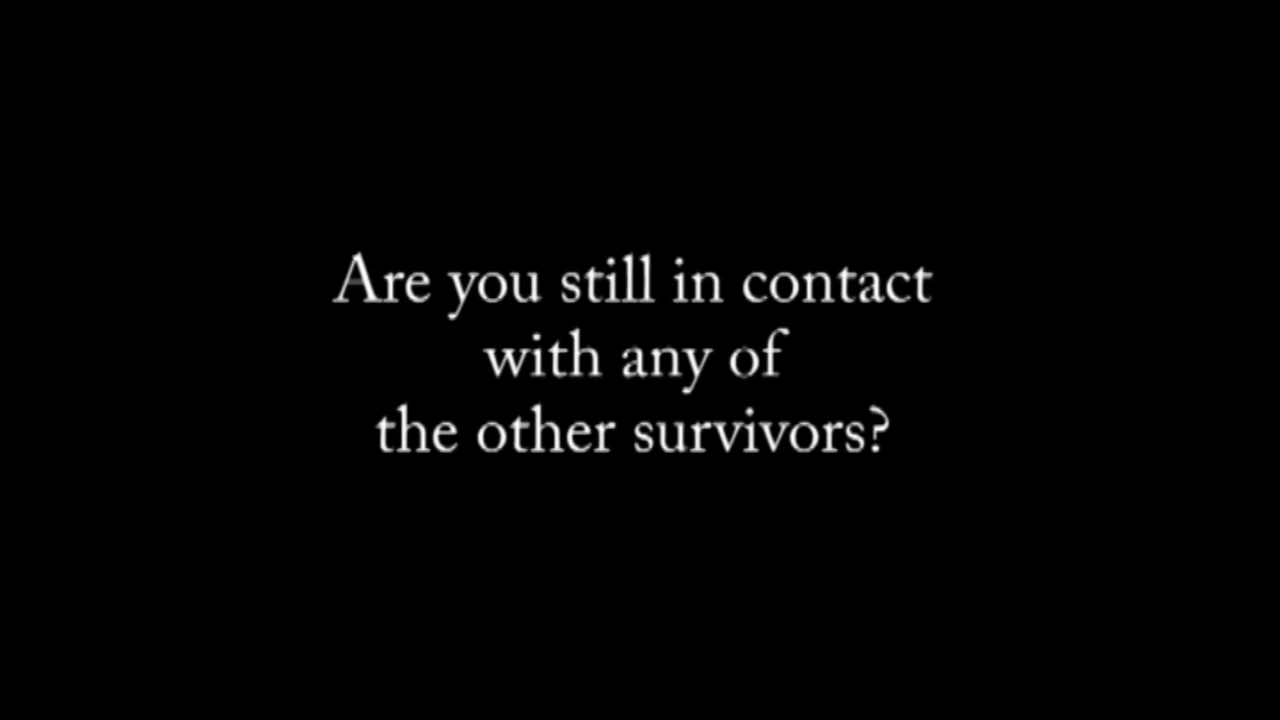 Are you still in contact
with any of
the other survivors?